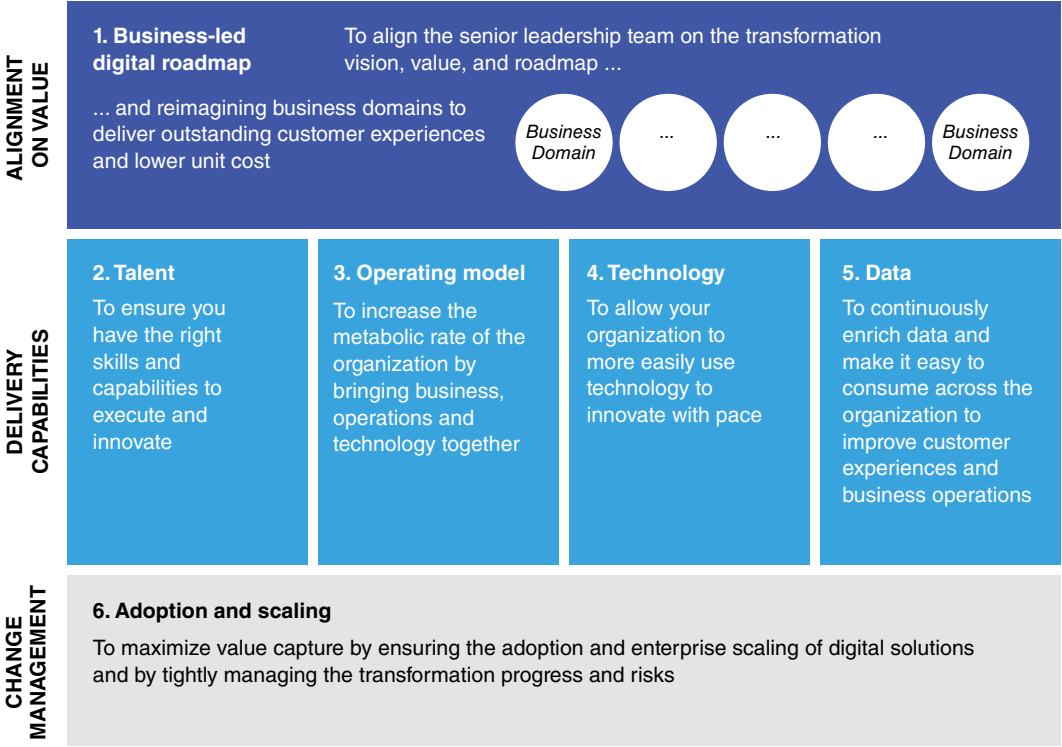 ALIGNMENT
ON VALUE
1. Business-led
digital roadmap
To align the senior leadership team on the transformation
vision, value, and roadmap ...
... and reimagining business domains to
deliver outstanding customer experiences
and lower unit cost
Business
Domain
...
...
...
Business
Domain
DELIVERY
CAPABILITIES
2. Talent
To ensure you
have the right
skills and
capabilities to
execute and
innovate
3. Operating model
To increase the
metabolic rate of the
organization by
bringing business,
operations and
technology together
4. Technology
To allow your
organization to
more easily use
technology to
innovate with pace
5. Data
To continuously
enrich data and
make it easy to
consume across the
organization to
improve customer
experiences and
business operations
CHANGE
MANAGEMENT
6. Adoption and scaling
To maximize value capture by ensuring the adoption and enterprise scaling of digital solutions
and by tightly managing the transformation progress and risks